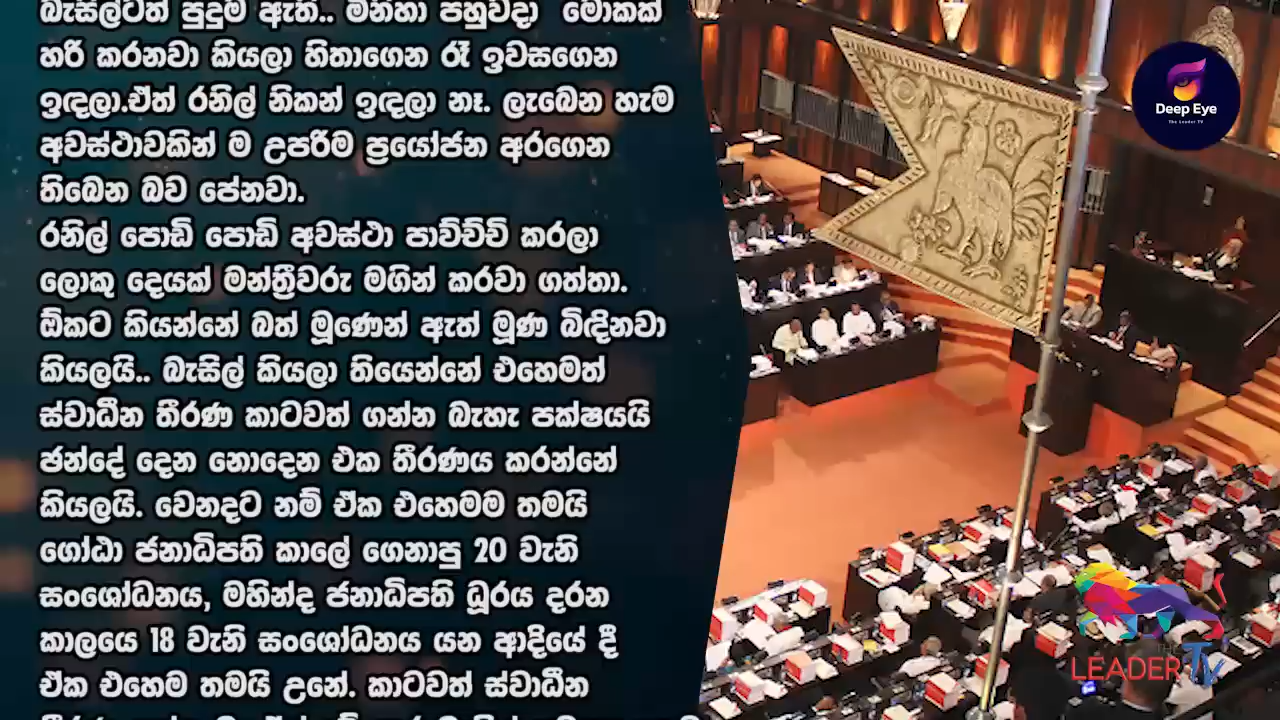 බැසිල්ටත් පුදුම ඇති.. මිනිහා පහුවදා මොකක්
හරි කරනවා කියලා හිතාගෙන රෑ ඉවසගෙන
ඉඳලා.ඒත් රනිල් නිකන් ඉඳලා නෑ. ලැබෙන හැම
අවස්ථාවකින් ම උපරිම ප්‍රයෝජන අරගෙන
තිබෙන බව පේනවා.
රනිල් පොඩි පොඩි අවස්ථා පාවිච්චි කරලා
ලොකු දෙයක් මන්ත්‍රීවරු මගින් කරවා ගත්තා.
ඕකට කියන්නේ බත් මූණෙන් ඇත් මූණ බිඳිනවා
කියලයි.. බැසිල් කියලා තියෙන්නේ එහෙමත්
ස්වාධීන තීරණ කාටවත් ගන්න බැහැ පක්ෂයයි
ඡන්දේ දෙන නොදෙන එක තීරණය කරන්නේ
කියලයි. වෙනදට නම් ඒක එහෙමම තමයි
ගෝඨා ජනාධිපති කාලේ ගෙනාපු 20 වැනි
සංශෝධනය, මහින්ද ජනාධිපති ධූරය දරන
කාලයෙ 18 වැනි සංශෝධනය යන ආදියේ දී
ඒක එහෙම තමයි උනේ. කාටවත් ස්වාධීන
Deep Eye
The Leader TV
THE
LEADER TV